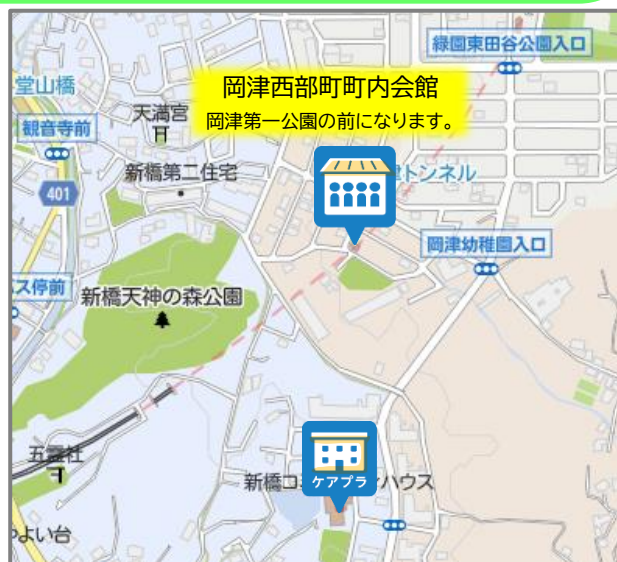 緑園東田谷公園入口
岡津西部町町内会館
岡津第一公園の前になります。
堂山橋
天満宮
観音寺前
新橋第二住宅
トンネル
401
岡津幼稚園入口
ス停前
新橋天神の森公園
五霊社
ケアプラ
新橋コ
ハウス
やよい台